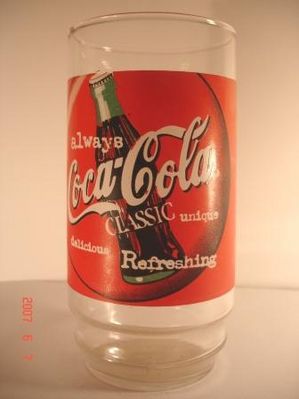 always
Coca-Cola
CLASSIC unique
delicious
Refreshing
2007 6 7